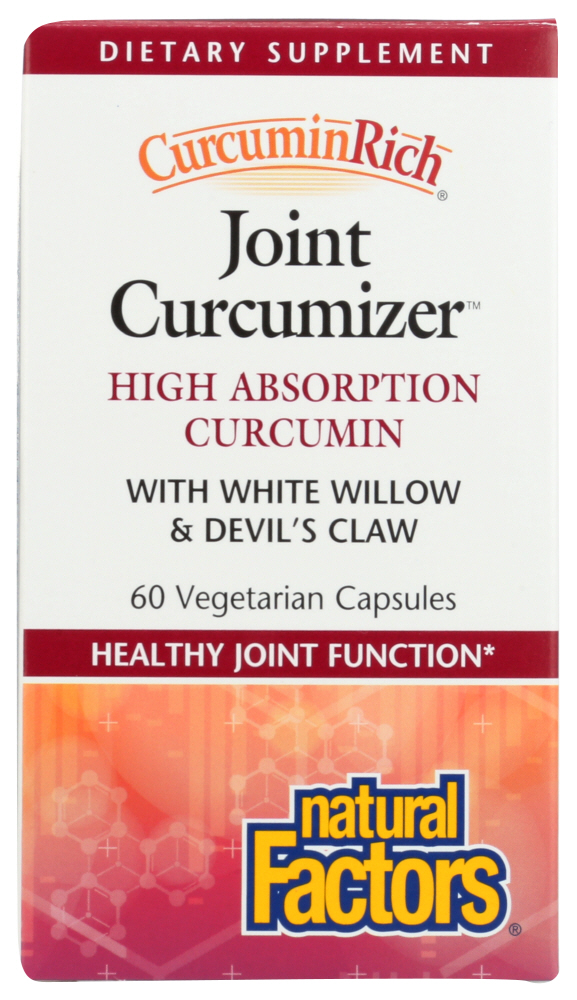 DIETARY SUPPLEMENT
CurcuminRich®
Joint
Curcumizer™
HIGH ABSORPTION
CURCUMIN
WITH WHITE WILLOW
& DEVIL'S CLAW
60 Vegetarian Capsules
HEALTHY JOINT FUNCTION*
natural
Factors®